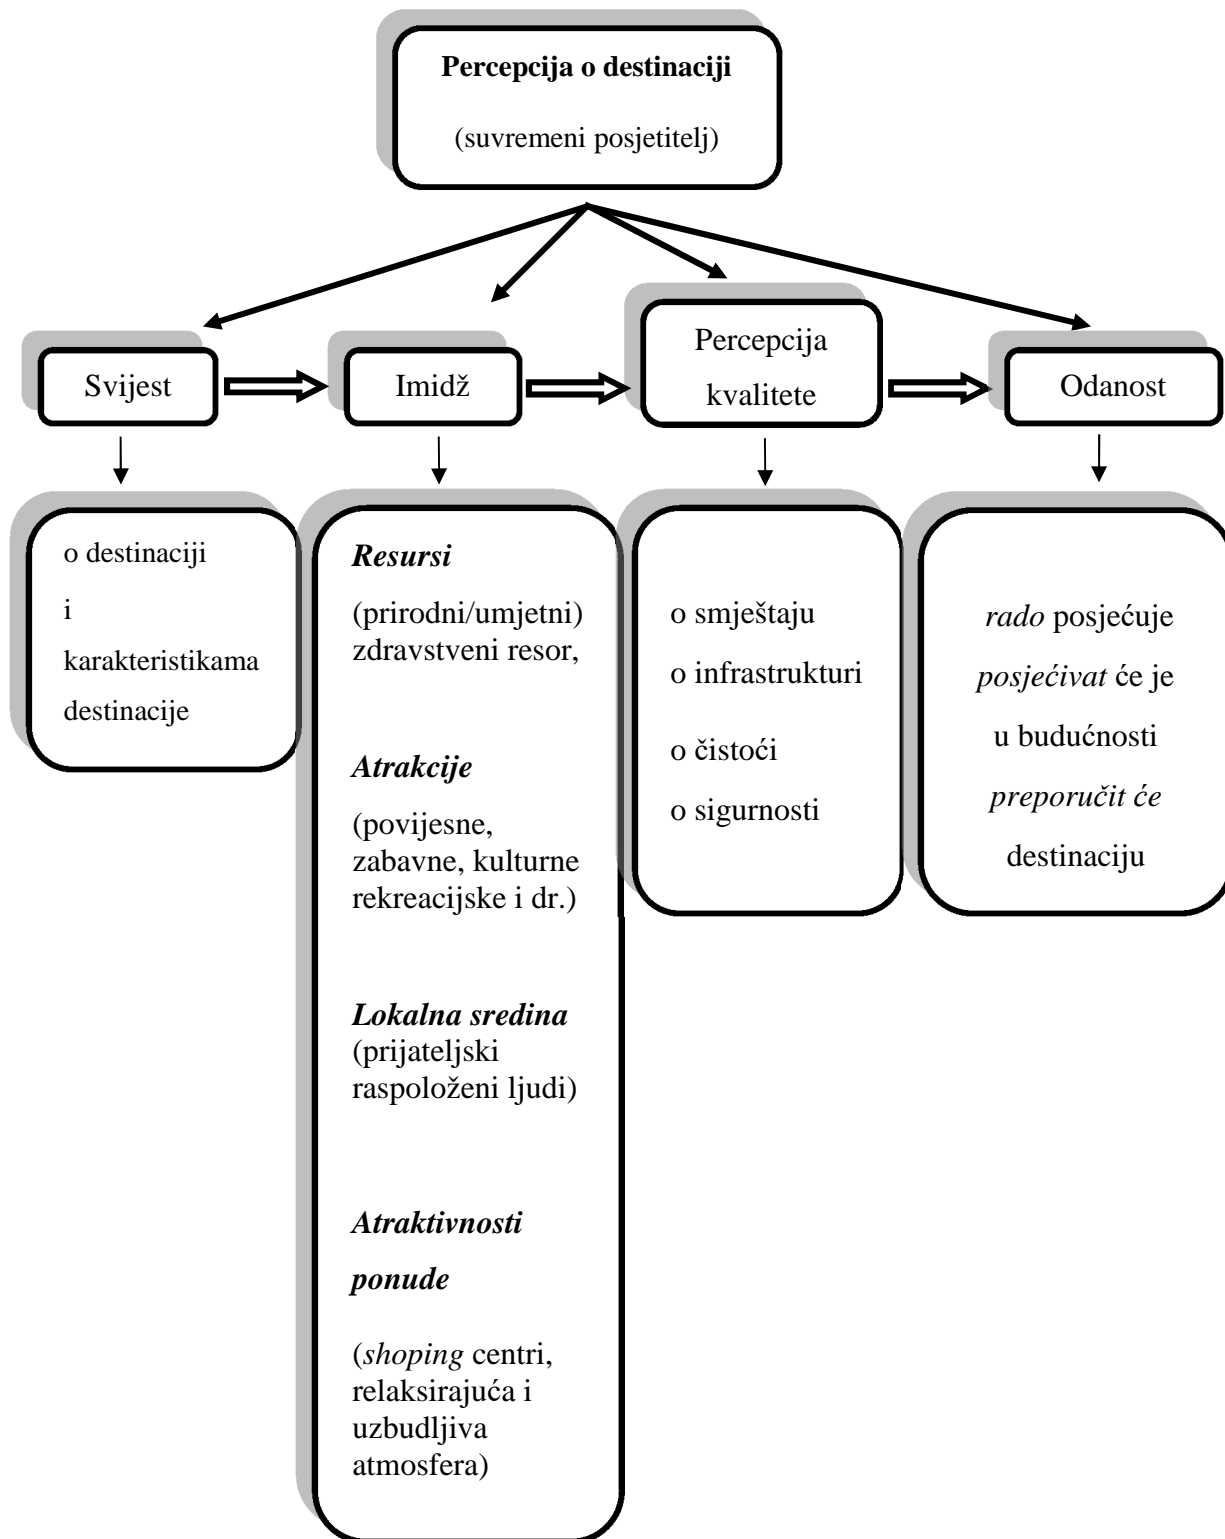 Percepcija o destinaciji
(suvremeni posjetitelj)
Svijest
Imidž
Percepcija
kvalitete
Odanost
o destinaciji
i
karakteristikama
destinacije
Resursi
(prirodni/umjetni)
zdravstveni resor,
Atrakcije
(povijesne,
zabavne, kulturne
rekreacijske i dr.)
Lokalna sredina
(prijateljski
raspoloženi ljudi)
Atraktivnosti
ponude
(shoping centri,
relaksirajuća i
uzbudljiva
atmosfera)
o smještaju
o infrastrukturi
o čistoći
o sigurnosti
rado posjećuje
posjećivat će je
u budućnosti
preporučit će
destinaciju